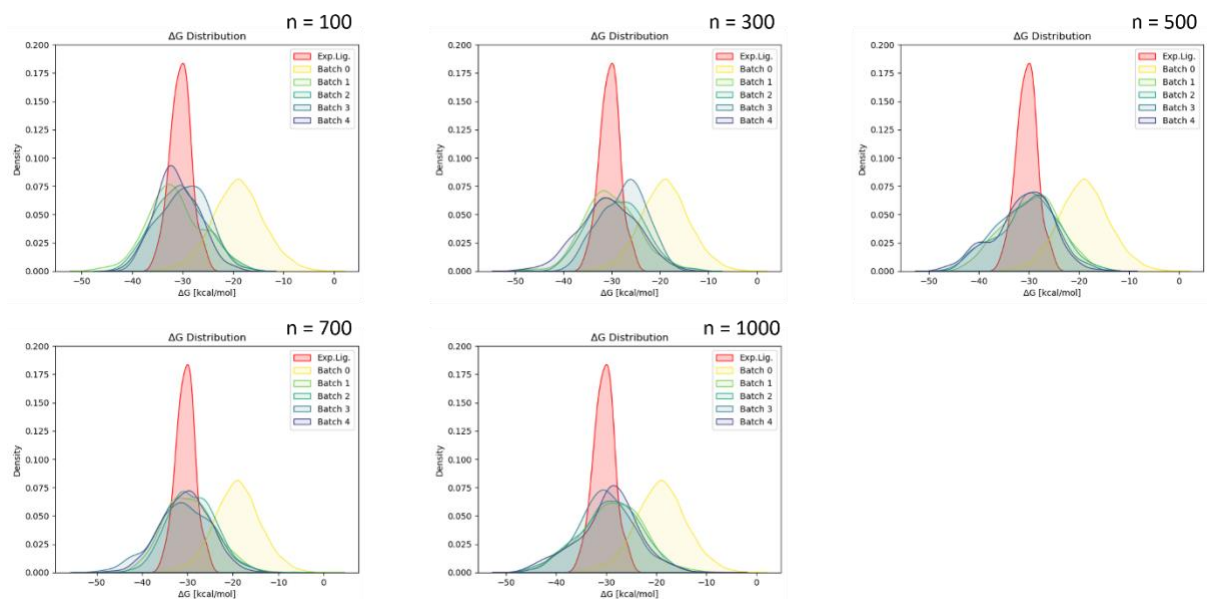 n = 100
ΔG Distribution
0.200
0.175
0.150
0.125
0.100
0.075
0.050
0.025
0.000
Density
Exp.Lig.
Batch 0
Batch 1
Batch 2
Batch 3
Batch 4
−50 −40 −30 −20 −10 0
ΔG [kcal/mol]
n = 300
ΔG Distribution
0.200
0.175
0.150
0.125
0.100
0.075
0.050
0.025
0.000
Density
Exp.Lig.
Batch 0
Batch 1
Batch 2
Batch 3
Batch 4
−50 −40 −30 −20 −10 0
ΔG [kcal/mol]
n = 500
ΔG Distribution
0.200
0.175
0.150
0.125
0.100
0.075
0.050
0.025
0.000
Density
Exp.Lig.
Batch 0
Batch 1
Batch 2
Batch 3
Batch 4
−50 −40 −30 −20 −10 0
ΔG [kcal/mol]
n = 700
ΔG Distribution
0.200
0.175
0.150
0.125
0.100
0.075
0.050
0.025
0.000
Density
Exp.Lig.
Batch 0
Batch 1
Batch 2
Batch 3
Batch 4
−50 −40 −30 −20 −10 0
ΔG [kcal/mol]
n = 1000
ΔG Distribution
0.200
0.175
0.150
0.125
0.100
0.075
0.050
0.025
0.000
Density
Exp.Lig.
Batch 0
Batch 1
Batch 2
Batch 3
Batch 4
−50 −40 −30 −20 −10 0
ΔG [kcal/mol]